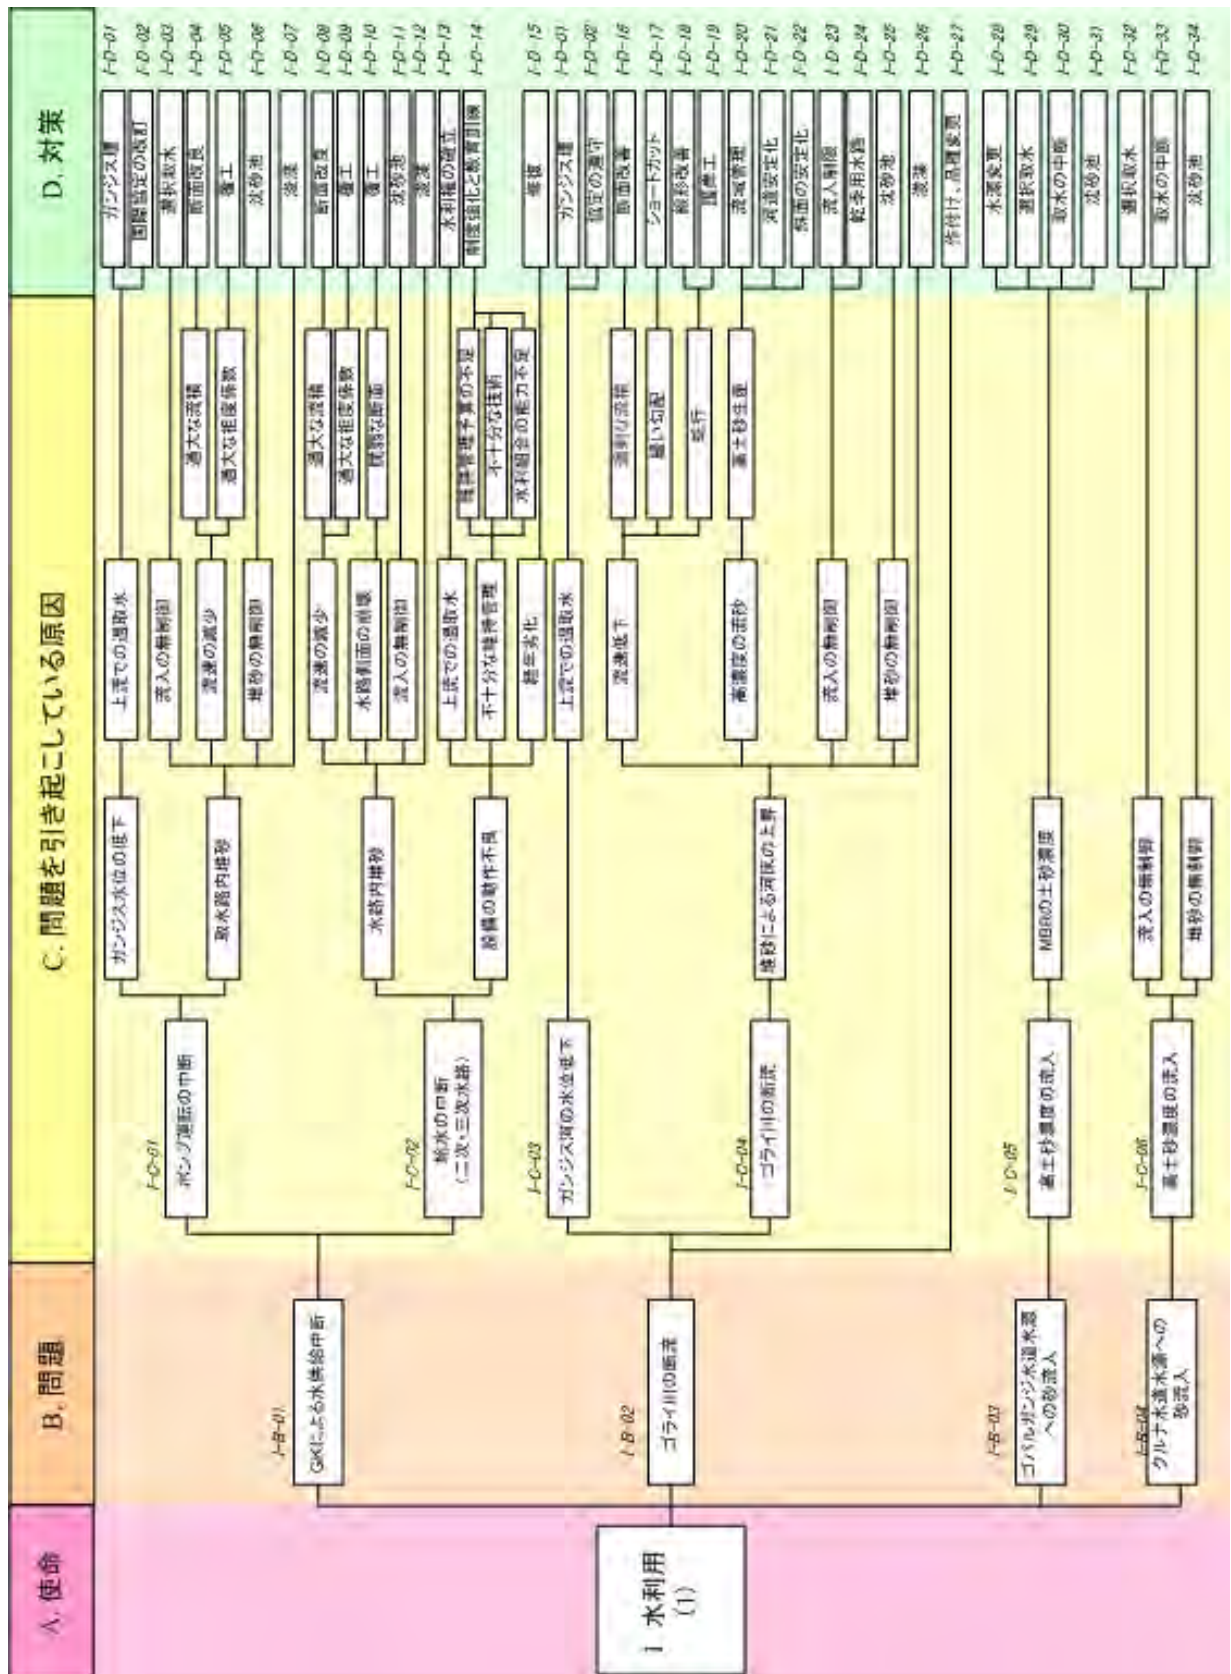 A. 使命
B. 問題
C. 問題を引き起こしている原因
D. 対策
I 水利用
(1)
I-B-01
GKによる水供給中断
I-B-02
ゴライ川の断流
I-B-03
ゴパルガンジ水道水源
への砂流入
I-B-04
クルナ水道水源への
砂流入
I-C-01
ポンプ運転の中断
I-C-02
給水の中断
(二次・三次水路)
I-C-03
ガンジス河の水位低下
I-C-04
ゴライ川の断流
I-C-05
高土砂濃度の流入
I-C-06
高土砂濃度の流入
ガンジス水位の低下
取水路内堆砂
水路内堆砂
設備の動作不良
堆砂による河床の上昇
MBRの土砂濃度
流入の無制御
堆砂の無制御
上流での過取水
流入の無制御
流速の減少
堆砂の無制御
流速の減少
水路側面の崩壊
流入の無制御
上流での過取水
不十分な維持管理
経年劣化
上流での過取水
流速低下
高濃度の流砂
流入の無制御
堆砂の無制御
過大な流積
過大な粗度係数
過大な流積
過大な粗度係数
脆弱な断面
維持管理予算の不足
不十分な技術
水利組合の能力不足
過剰な流積
緩い勾配
蛇行
高土砂生産
ガンジス堰 I-D-01
国際協定の改訂 I-D-02
選択取水 I-D-03
断面改良 I-D-04
覆工 I-D-05
沈砂池 I-D-06
浚渫 I-D-07
断面改良 I-D-08
覆工 I-D-09
覆工 I-D-10
沈砂池 I-D-11
浚渫 I-D-12
水利権の確立 I-D-13
制度強化と教育訓練 I-D-14
修復 I-D-15
ガンジス堰 I-D-01
協定の遵守 I-D-02
断面改善 I-D-16
ショートカット I-D-17
線形改善 I-D-18
護岸工 I-D-19
流域管理 I-D-20
河道安定化 I-D-21
斜面の安定化 I-D-22
流入制限 I-D-23
乾季用水路 I-D-24
沈砂池 I-D-25
浚渫 I-D-26
作付け、品種変更 I-D-27
水源変更 I-D-28
選択取水 I-D-29
取水の中断 I-D-30
沈砂池 I-D-31
選択取水 I-D-32
取水の中断 I-D-33
沈砂池 I-D-34